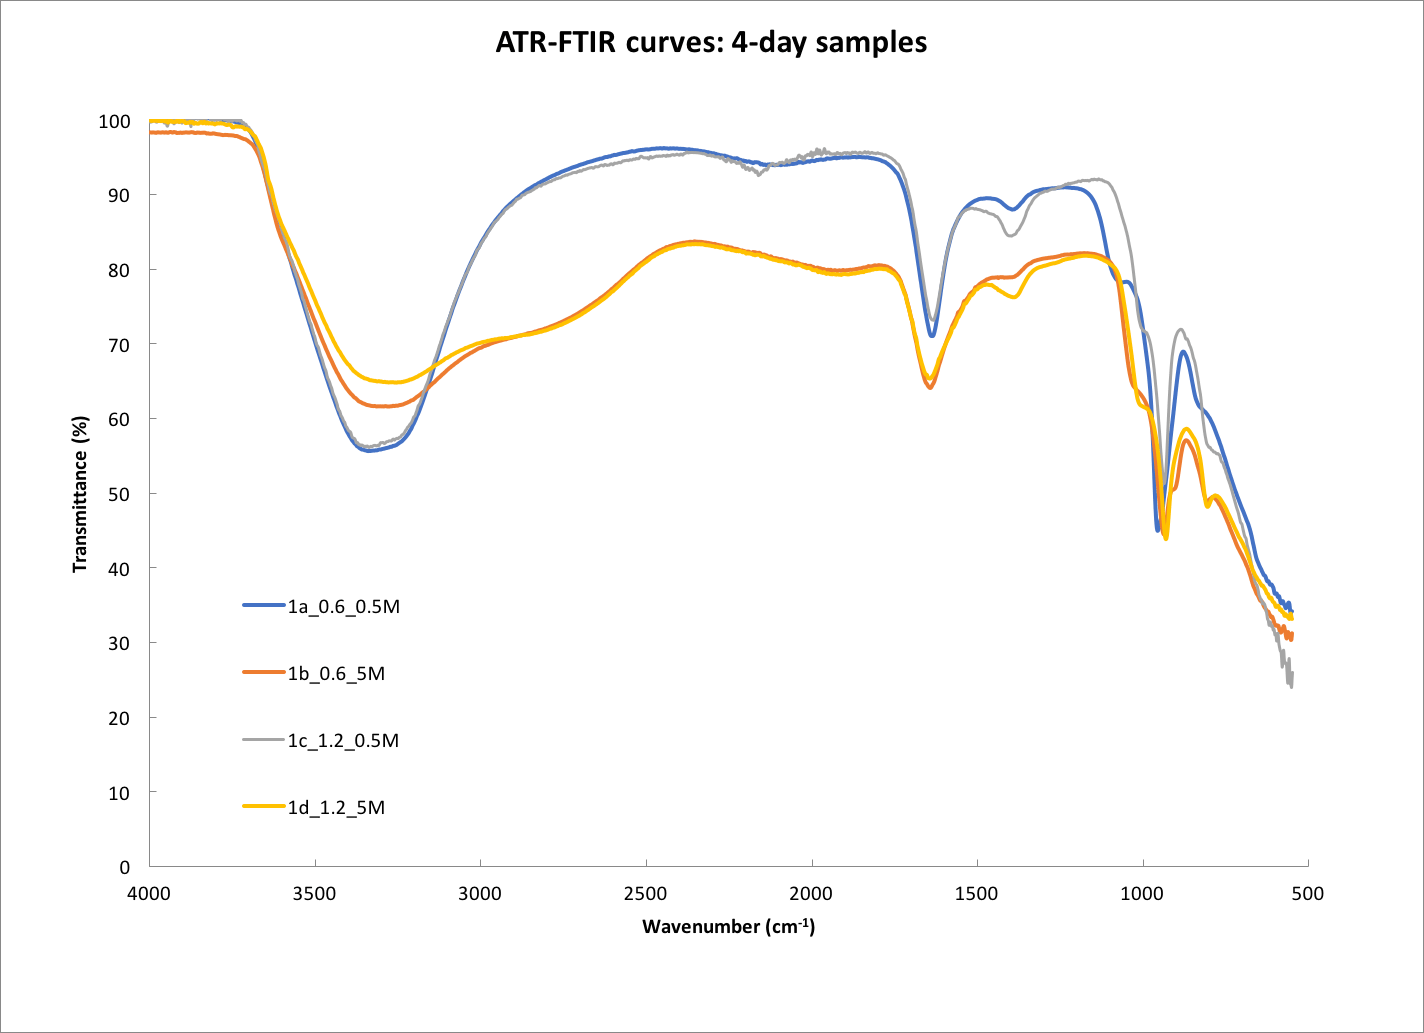 ATR-FTIR curves: 4-day samples
100
90
80
70
60
50
40
30
20
10
0
Transmittance (%)
1a_0.6_0.5M
1b_0.6_5M
1c_1.2_0.5M
1d_1.2_5M
4000 3500 3000 2500 2000 1500 1000 500
Wavenumber (cm⁻¹)